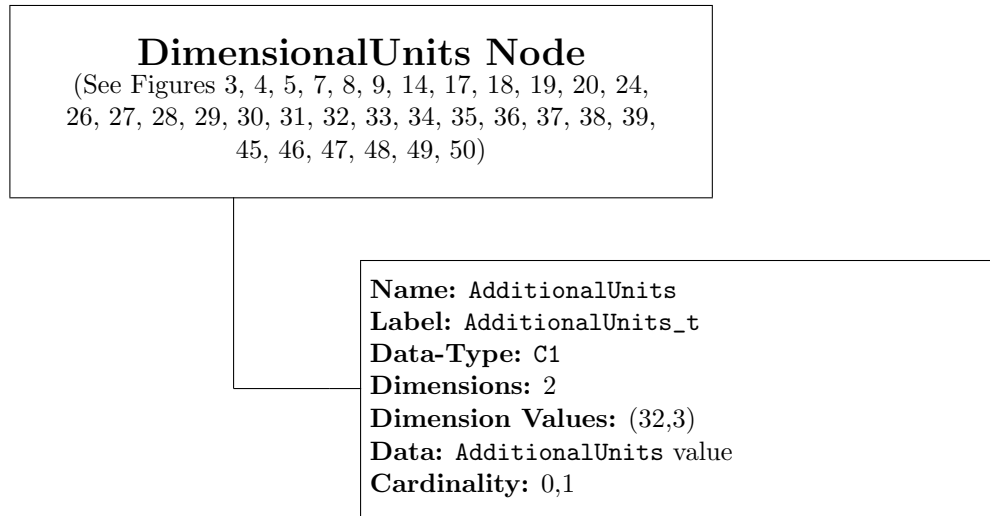 DimensionalUnits Node
(See Figures 3, 4, 5, 7, 8, 9, 14, 17, 18, 19, 20, 24,
26, 27, 28, 29, 30, 31, 32, 33, 34, 35, 36, 37, 38, 39,
45, 46, 47, 48, 49, 50)
Name: AdditionalUnits
Label: AdditionalUnits_t
Data-Type: C1
Dimensions: 2
Dimension Values: (32,3)
Data: AdditionalUnits value
Cardinality: 0,1